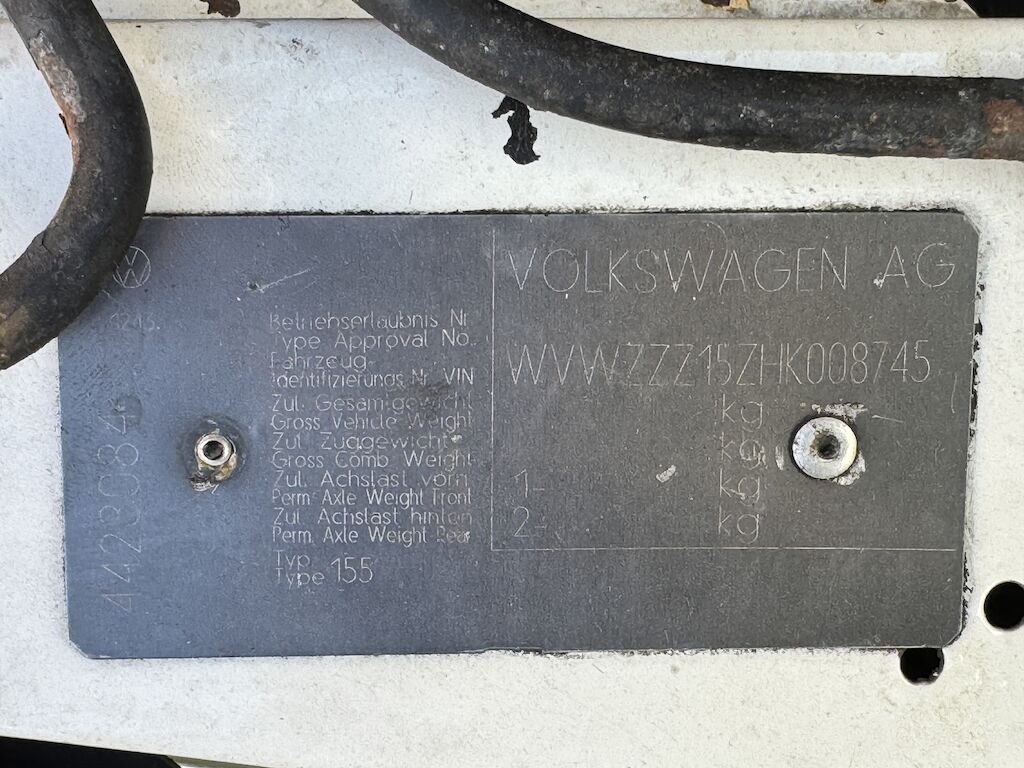 VOLKSWAGEN AG
Betriebserlaubnis Nr
Type Approval No.
Fahrzeug
Identifizierungs Nr. VIN
WVWZZZ15ZHK008745
Zul. Gesamtgewicht
Gross Vehicle Weight
kg
Zul. Zuggewicht
Gross Comb Weight
kg
Zul. Achslast vorn
Perm. Axle Weight Front
1- kg
Zul. Achslast hinten
Perm. Axle Weight Rear
2- kg
Typ
Type 155